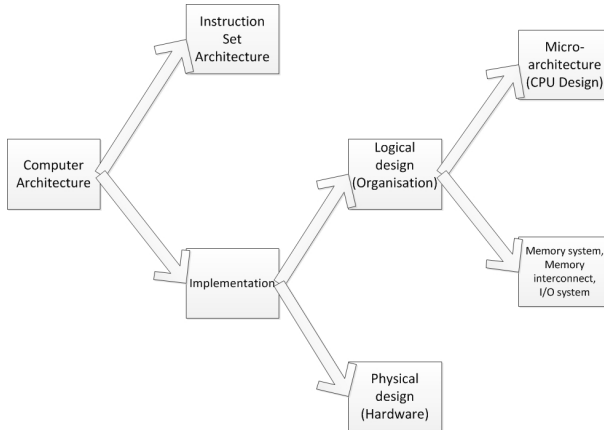 Instruction
Set
Architecture
Micro-
architecture
(CPU Design)
Computer
Architecture
Logical
design
(Organisation)
Implementation
Memory system,
Memory
interconnect,
I/O system
Physical
design
(Hardware)